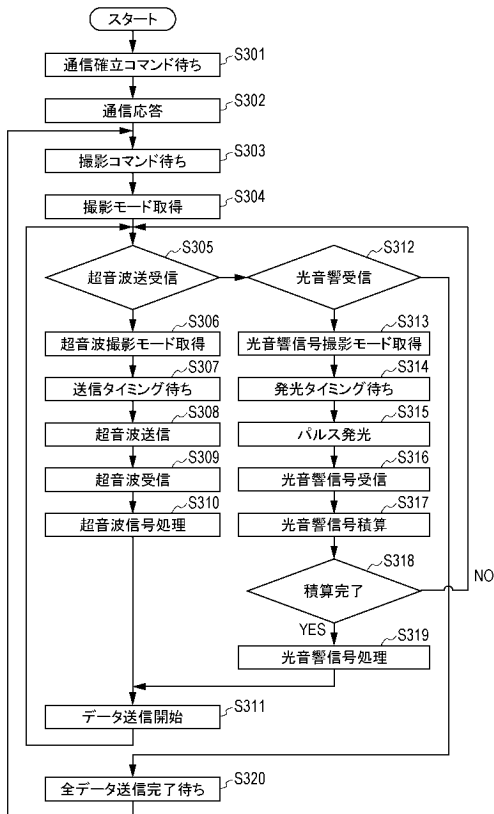 スタート
通信確立コマンド待ち S301
通信応答 S302
撮影コマンド待ち S303
撮影モード取得 S304
超音波送受信 S305
光音響受信 S312
超音波撮影モード取得 S306
光音響信号撮影モード取得 S313
送信タイミング待ち S307
発光タイミング待ち S314
超音波送信 S308
パルス発光 S315
超音波受信 S309
光音響信号受信 S316
超音波信号処理 S310
光音響信号積算 S317
積算完了 S318
NO
YES
光音響信号処理 S319
データ送信開始 S311
全データ送信完了待ち S320